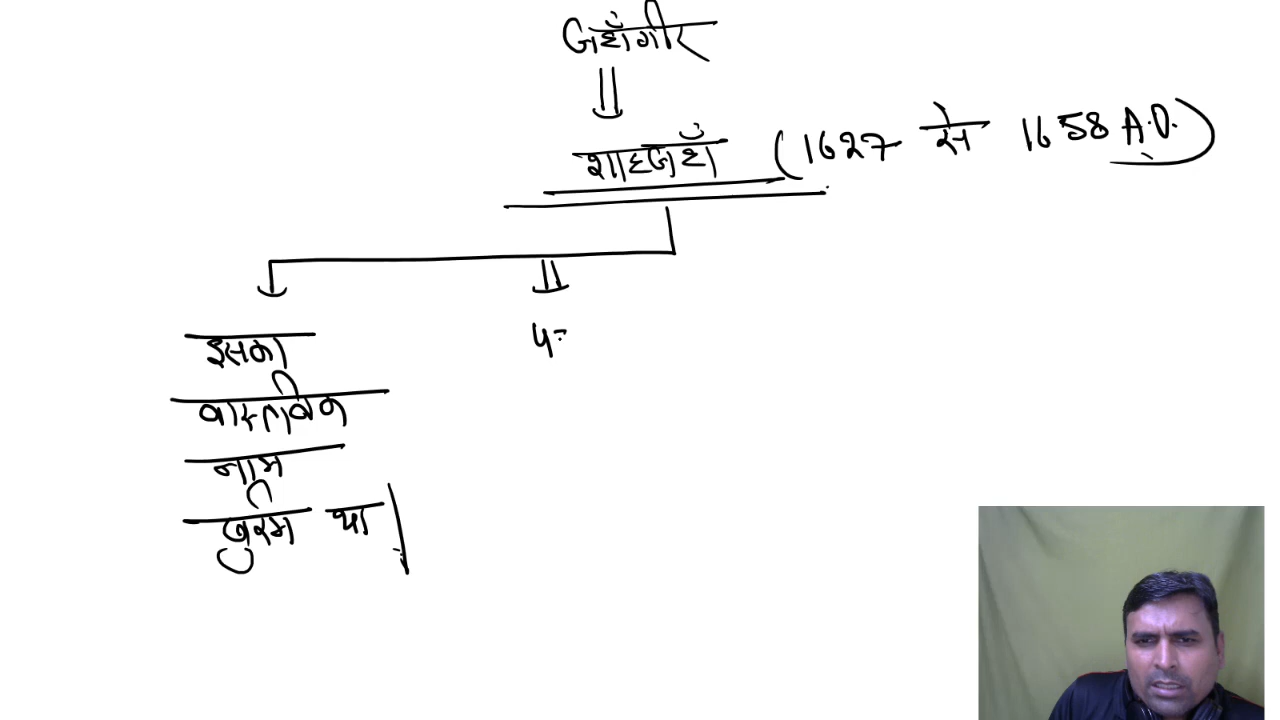 जहाँगीर
शाहजहाँ (1627 से 1658 A.D.)
इसका
वास्तविक
नाम
खुर्रम था।